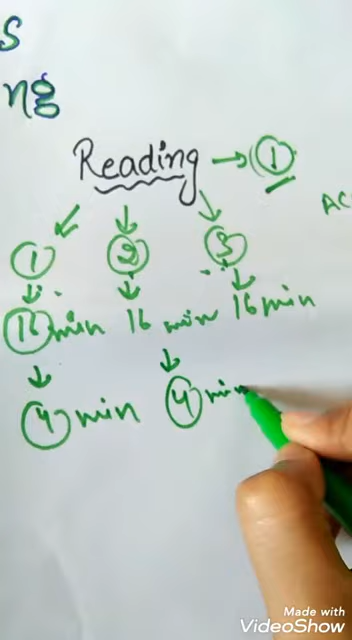 S
ng
Reading → 1
AC
1 2 3
16 min 16 min 16 min
4 min 4 min
Made with
VideoShow